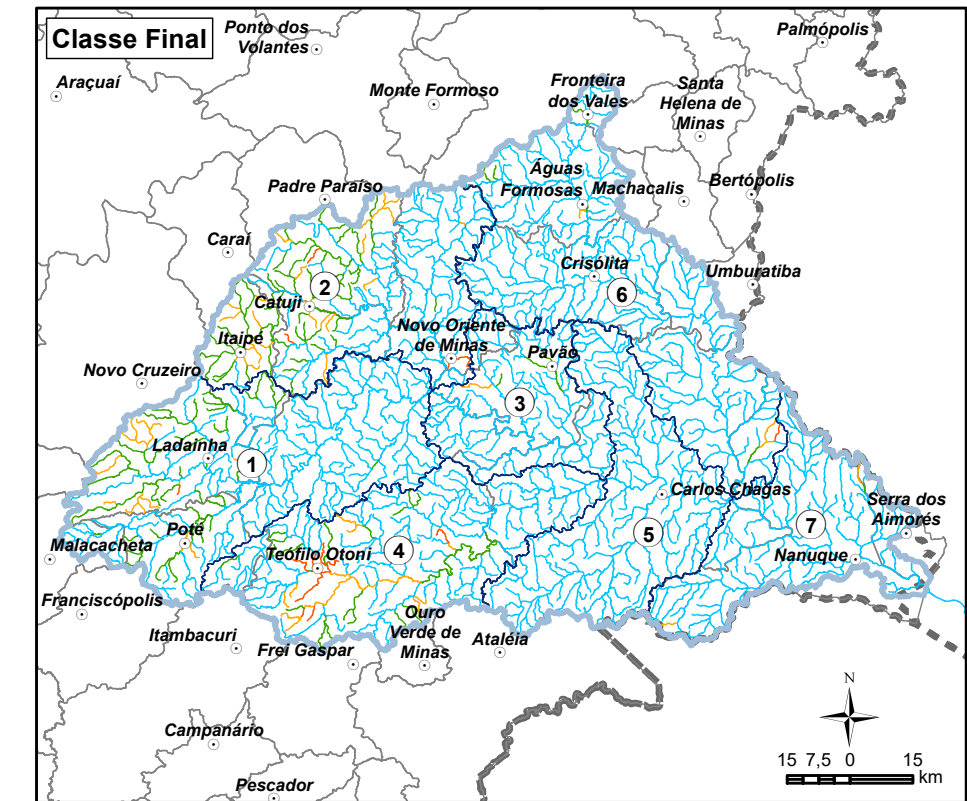 Classe Final
Ponto dos
Volantes
Palmópolis
Araçuaí
Monte Formoso
Fronteira
dos Vales
Santa
Helena de
Minas
Águas
Formosas
Machacalis
Bertópolis
Padre Paraíso
Caraí
Crisólita
Umburatiba
2
6
Catuji
Novo Oriente
de Minas
Itaipé
Pavão
Novo Cruzeiro
3
Ladaínha
1
Carlos Chagas
Serra dos
Aimorés
Poté
7
5
4
Malacacheta
Teófilo Otoni
Nanuque
Franciscópolis
Ouro
Verde de
Minas
Itambacuri
Ataléia
Frei Gaspar
N
Campanário
15 7,5 0 15
km
Pescador